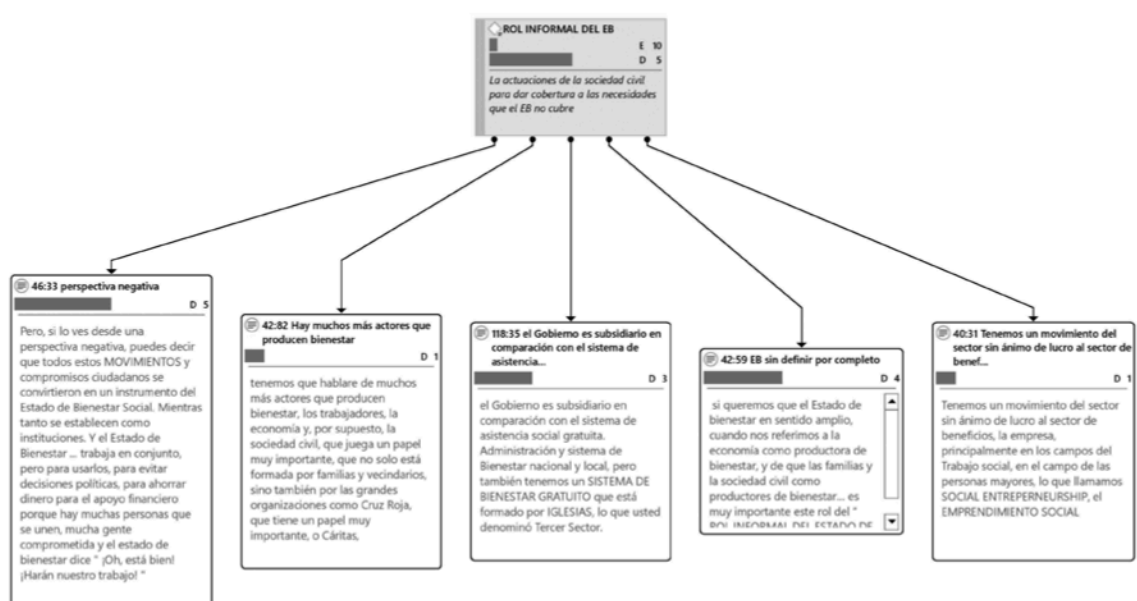 ROL INFORMAL DEL EB
E 10
D 5
La actuaciones de la sociedad civil
para dar cobertura a las necesidades
que el EB no cubre
46:33 perspectiva negativa
D 5
Pero, si lo ves desde una
perspectiva negativa, puedes decir
que todos estos MOVIMIENTOS y
compromisos ciudadanos se
convirtieron en un instrumento del
Estado de Bienestar Social. Mientras
tanto se establecen como
instituciones. Y el Estado de
Bienestar ... trabaja en conjunto,
pero para usarlos, para evitar
decisiones políticas, para ahorrar
dinero para el apoyo financiero
porque hay muchas personas que
se unen, mucha gente
comprometida y el estado de
bienestar dice " ¡Oh, está bien!
¡Harán nuestro trabajo! "
42:82 Hay muchos más actores que
producen bienestar
D 1
tenemos que hablare de muchos
más actores que producen
bienestar, los trabajadores, la
economía y, por supuesto, la
sociedad civil, que juega un papel
muy importante, que no solo está
formada por familias y vecindarios,
sino también por las grandes
organizaciones como Cruz Roja,
que tiene un papel muy
importante, o Cáritas,
118:35 el Gobierno es subsidiario en
comparación con el sistema de
asistencia...
D 3
el Gobierno es subsidiario en
comparación con el sistema de
asistencia social gratuita.
Administración y sistema de
Bienestar nacional y local, pero
también tenemos un SISTEMA DE
BIENESTAR GRATUITO que está
formado por IGLESIAS, lo que usted
denominó Tercer Sector.
42:59 EB sin definir por completo
D 4
si queremos que el Estado de
bienestar en sentido amplio,
cuando nos referimos a la
economía como productora de
bienestar, y de que las familias y
la sociedad civil como
productores de bienestar... es
muy importante este rol del "
ROL INFORMAL DEL ESTADO DE
40:31 Tenemos un movimiento del
sector sin ánimo de lucro al sector de
benef....
D 1
Tenemos un movimiento del sector
sin ánimo de lucro al sector de
beneficios, la empresa,
principalmente en los campos del
Trabajo social, en el campo de las
personas mayores, lo que llamamos
SOCIAL ENTREPERNEURSHIP, el
EMPRENDIMIENTO SOCIAL